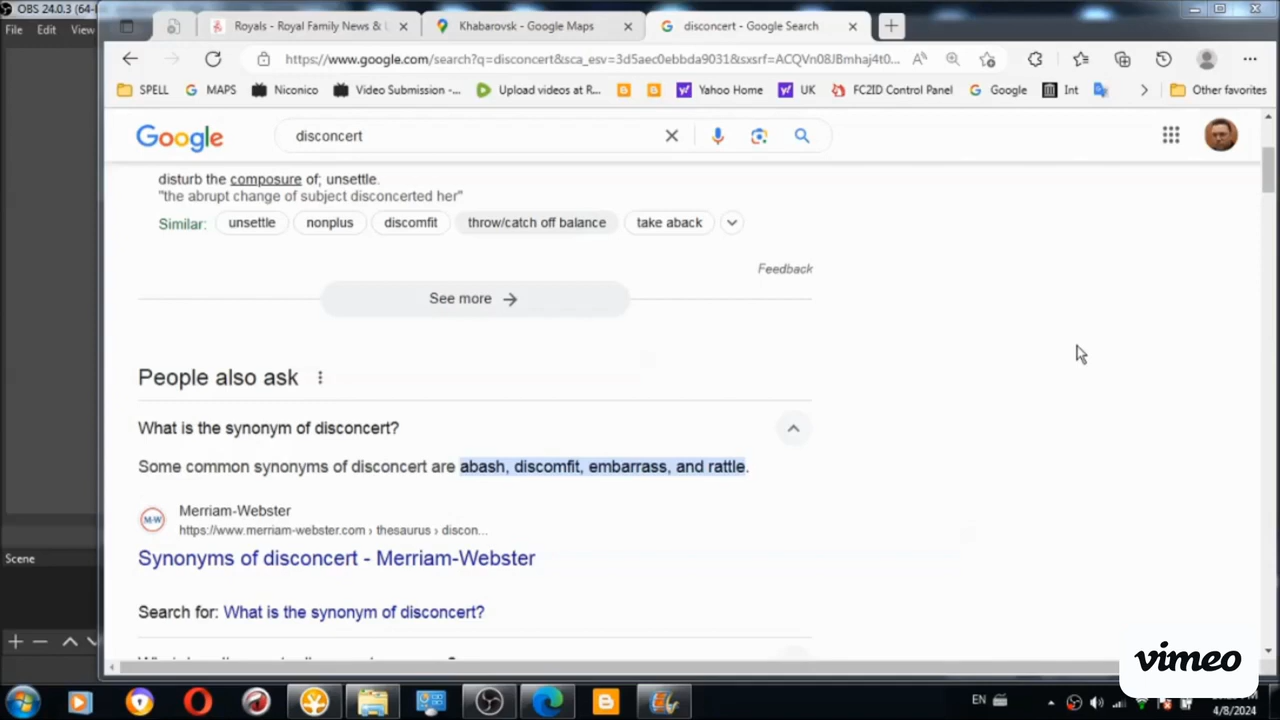 OBS 24.0.3 (64-
File Edit View
Royals - Royal Family News &
Khabarovsk - Google Maps
disconcert - Google Search
https://www.google.com/search?q=disconcert&sca_esv=3d5aec0ebbda9031&sxsrf=ACQVn08JBmhaj4t0...
SPELL
MAPS
Niconico
Video Submission -...
Upload videos at R...
Yahoo Home
UK
FC2ID Control Panel
Google
Int
Other favorites
Google
disconcert
disturb the composure of; unsettle.
"the abrupt change of subject disconcerted her"
Similar: unsettle nonplus discomfit throw/catch off balance take aback
Feedback
See more
People also ask
What is the synonym of disconcert?
Some common synonyms of disconcert are abash, discomfit, embarrass, and rattle.
M-W
Merriam-Webster
https://www.merriam-webster.com › thesaurus › discon...
Synonyms of disconcert - Merriam-Webster
Search for: What is the synonym of disconcert?
Scene
vimeo
EN
4/8/2024